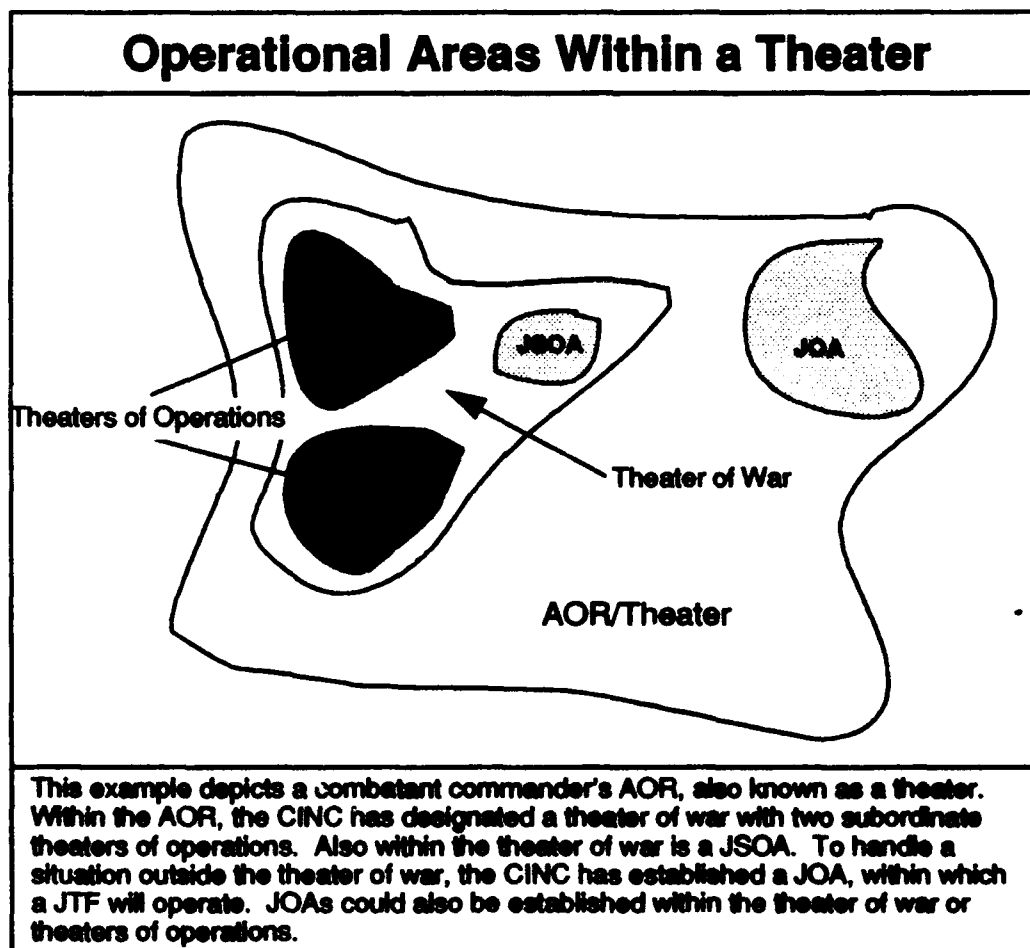 Operational Areas Within a Theater
JSOA
JOA
Theaters of Operations
Theater of War
AOR/Theater
This example depicts a combatant commander's AOR, also known as a theater.
Within the AOR, the CINC has designated a theater of war with two subordinate
theaters of operations. Also within the theater of war is a JSOA. To handle a
situation outside the theater of war, the CINC has established a JOA, within which
a JTF will operate. JOAs could also be established within the theater of war or
theaters of operations.